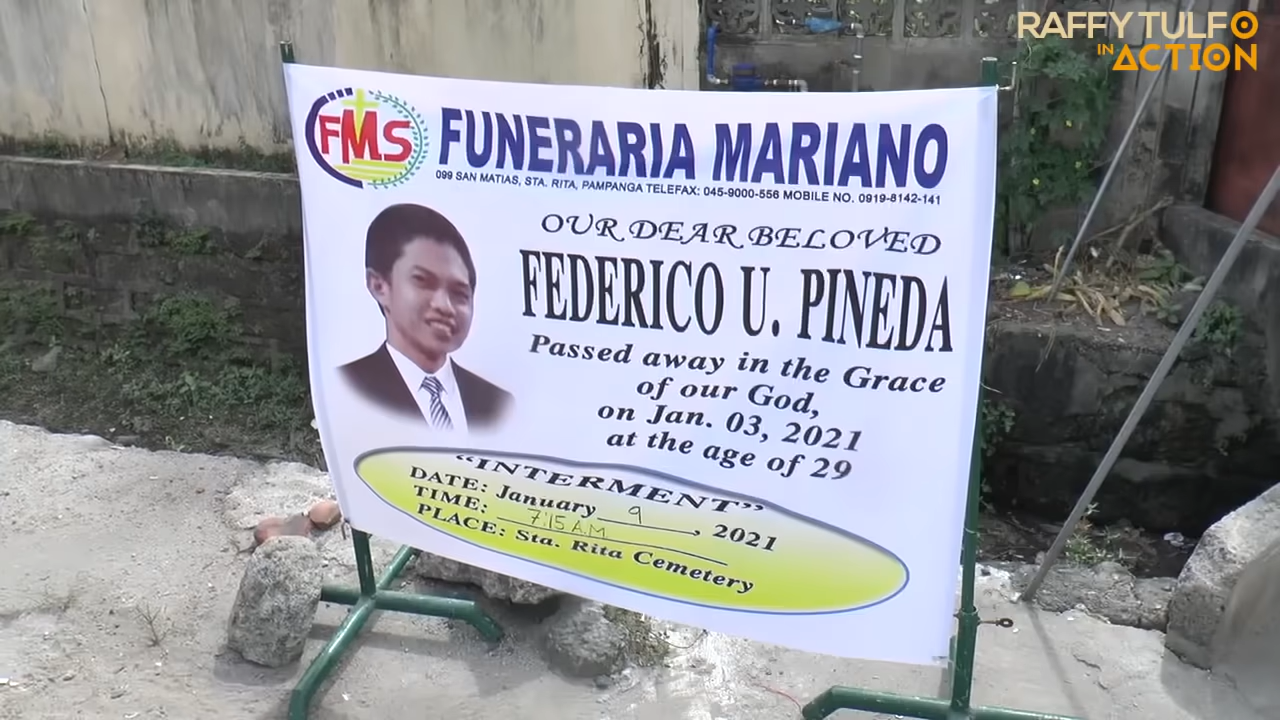 RAFFY TULFO
IN ACTION
FMS
FUNERARIA MARIANO
099 SAN MATIAS, STA. RITA, PAMPANGA TELEFAX: 045-9000-556 MOBILE NO. 0919-8142-141
OUR DEAR BELOVED
FEDERICO U. PINEDA
Passed away in the Grace
of our God,
on Jan. 03, 2021
at the age of 29
"INTERMENT"
DATE: January 9, 2021
TIME: 7:15 A.M
PLACE: Sta. Rita Cemetery